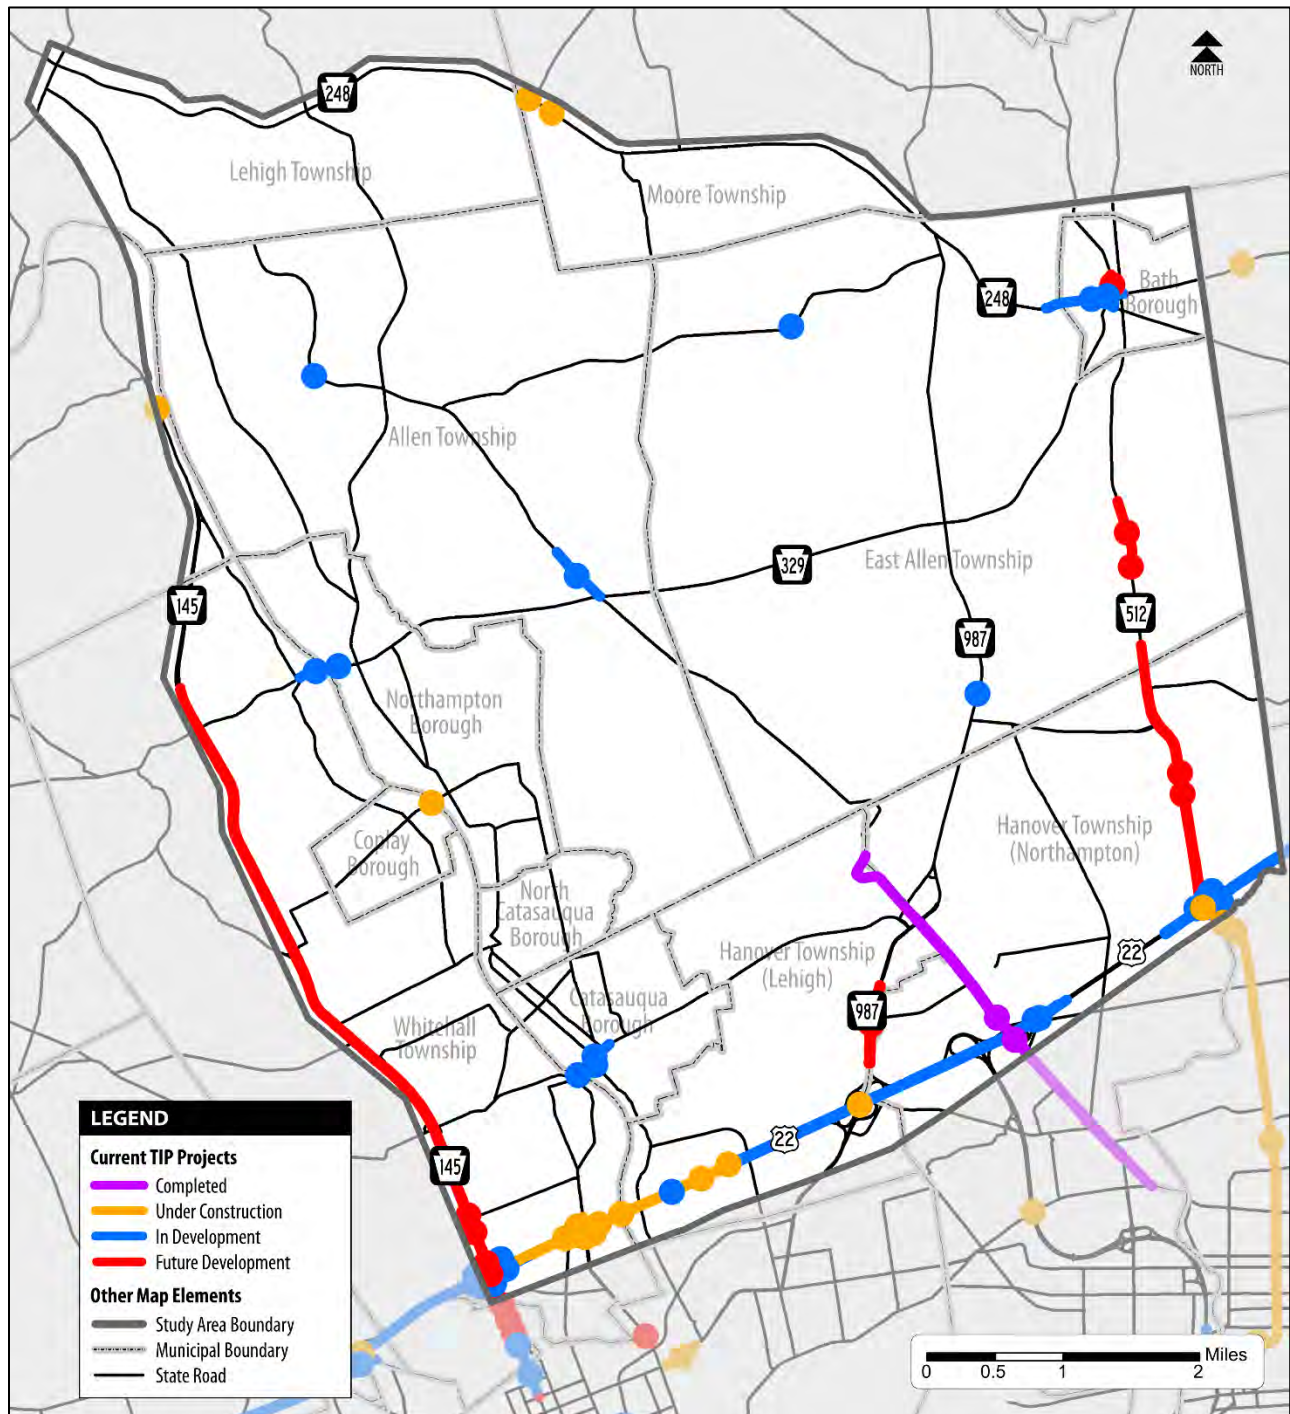 NORTH
248
Lehigh Township
Moore Township
248
Bath
Borough
Allen Township
329
East Allen Township
145
512
987
Northampton
Borough
Hanover Township
(Northampton)
Coplay
Borough
North
Catasauqua
Borough
Hanover Township
(Lehigh)
22
987
Catasauqua
Borough
Whitehall
Township
22
145
LEGEND
Current TIP Projects
Completed
Under Construction
In Development
Future Development
Other Map Elements
Study Area Boundary
Municipal Boundary
State Road
Miles
0 0.5 1 2